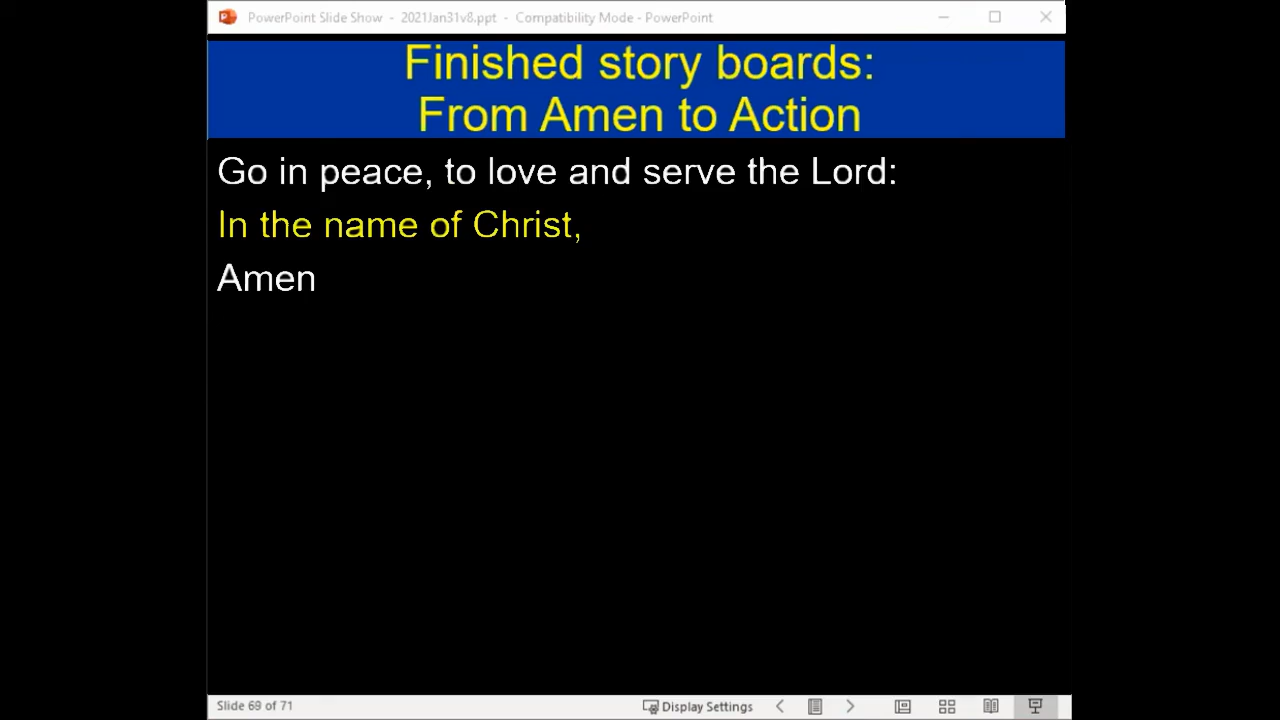 PowerPoint Slide Show - 2021Jan31v8.ppt - Compatibility Mode - PowerPoint
Finished story boards:
From Amen to Action
Go in peace, to love and serve the Lord:
In the name of Christ,
Amen
Slide 69 of 71 Display Settings